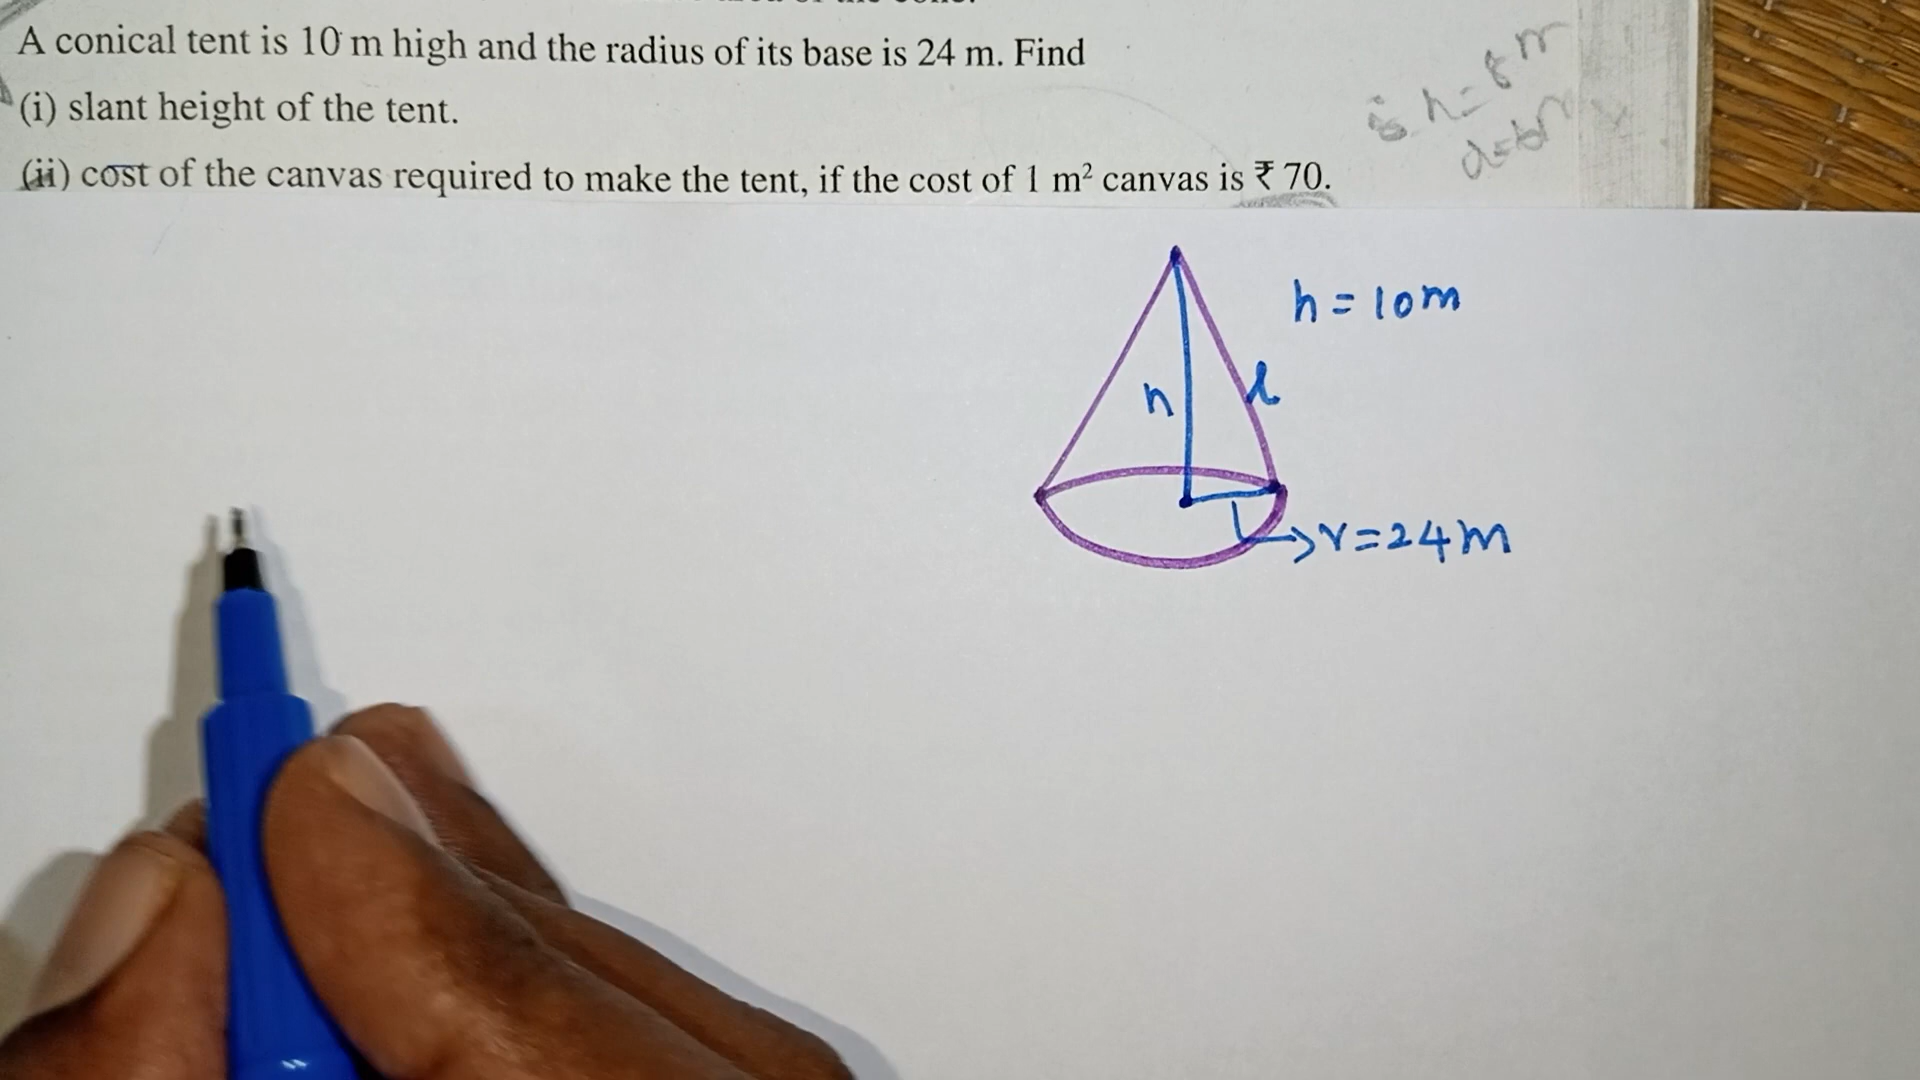 A conical tent is 10 m high and the radius of its base is 24 m. Find
(i) slant height of the tent.
(ii) cost of the canvas required to make the tent, if the cost of 1 m² canvas is ₹ 70.
h = 8 m
h = 10m
h
l
r = 24 m